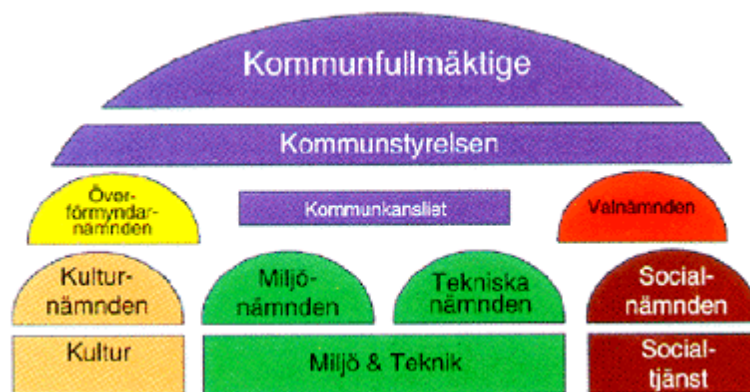 Kommunfullmäktige
Kommunstyrelsen
Över-
förmyndar-
nämnden
Kommunkansliet
Valnämnden
Kultur-
nämnden
Miljö-
nämnden
Tekniska
nämnden
Social-
nämnden
Kultur
Miljö & Teknik
Social-
tjänst